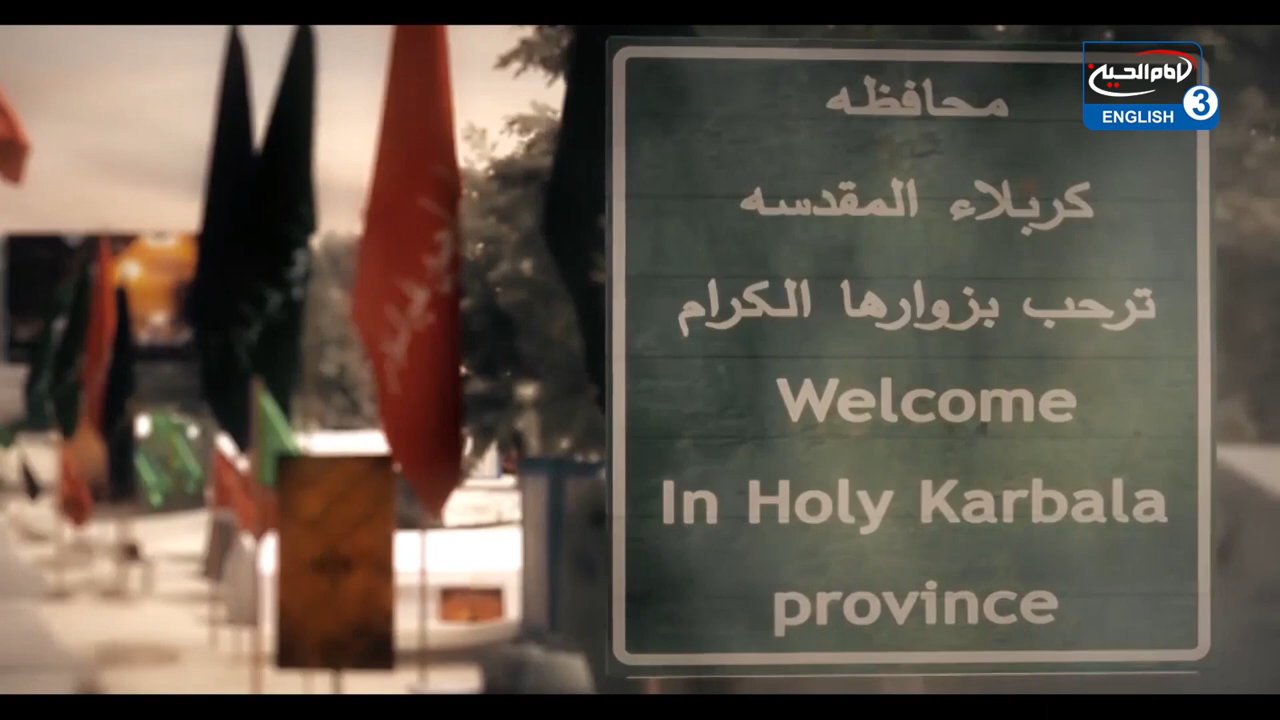 محافظه
كربلاء المقدسه
ترحب بزوارها الكرام
Welcome
In Holy Karbala
province
ENGLISH 3